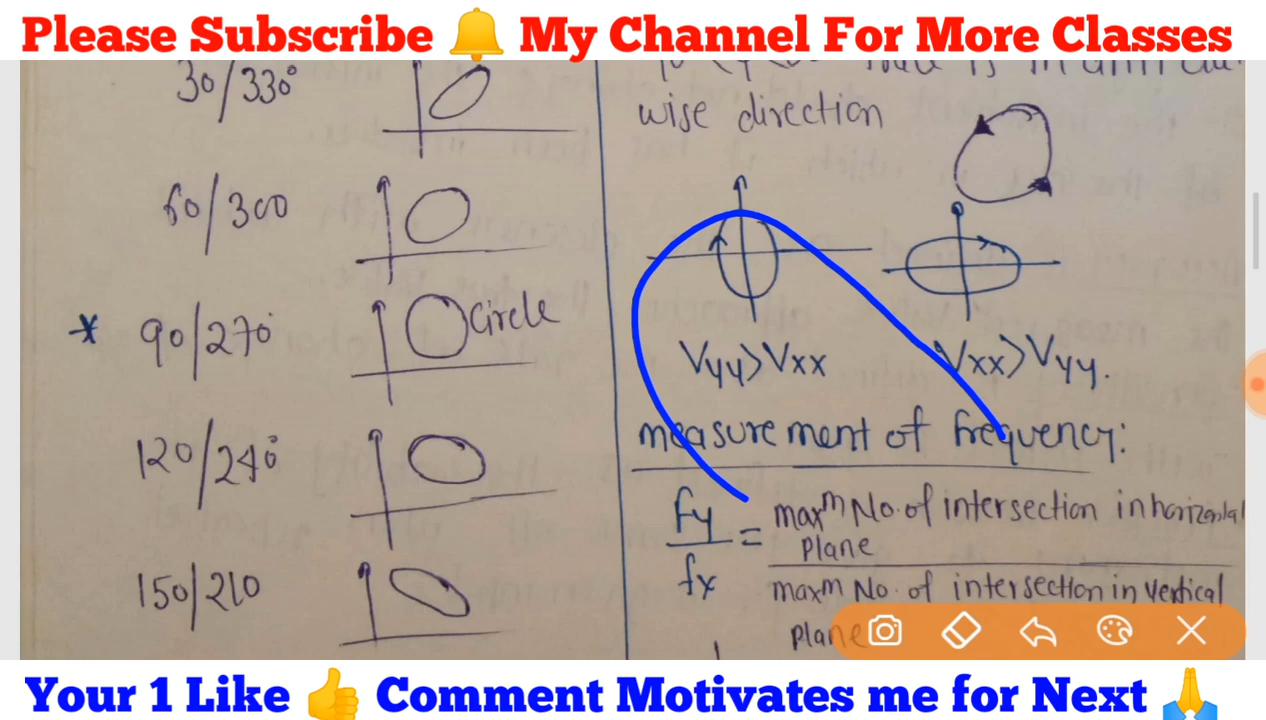 Please Subscribe 🔔 My Channel For More Classes
30/330°
60/300
* 90/270° Circle
120/240°
150/210
wise direction
Vyy>Vxx Vxx>Vyy.
measurement of frequency:
fy/fx = maxᵐ No. of intersection in horizontal
plane
maxᵐ No. of intersection in vertical
plane
Your 1 Like 👍 Comment Motivates me for Next 🙏